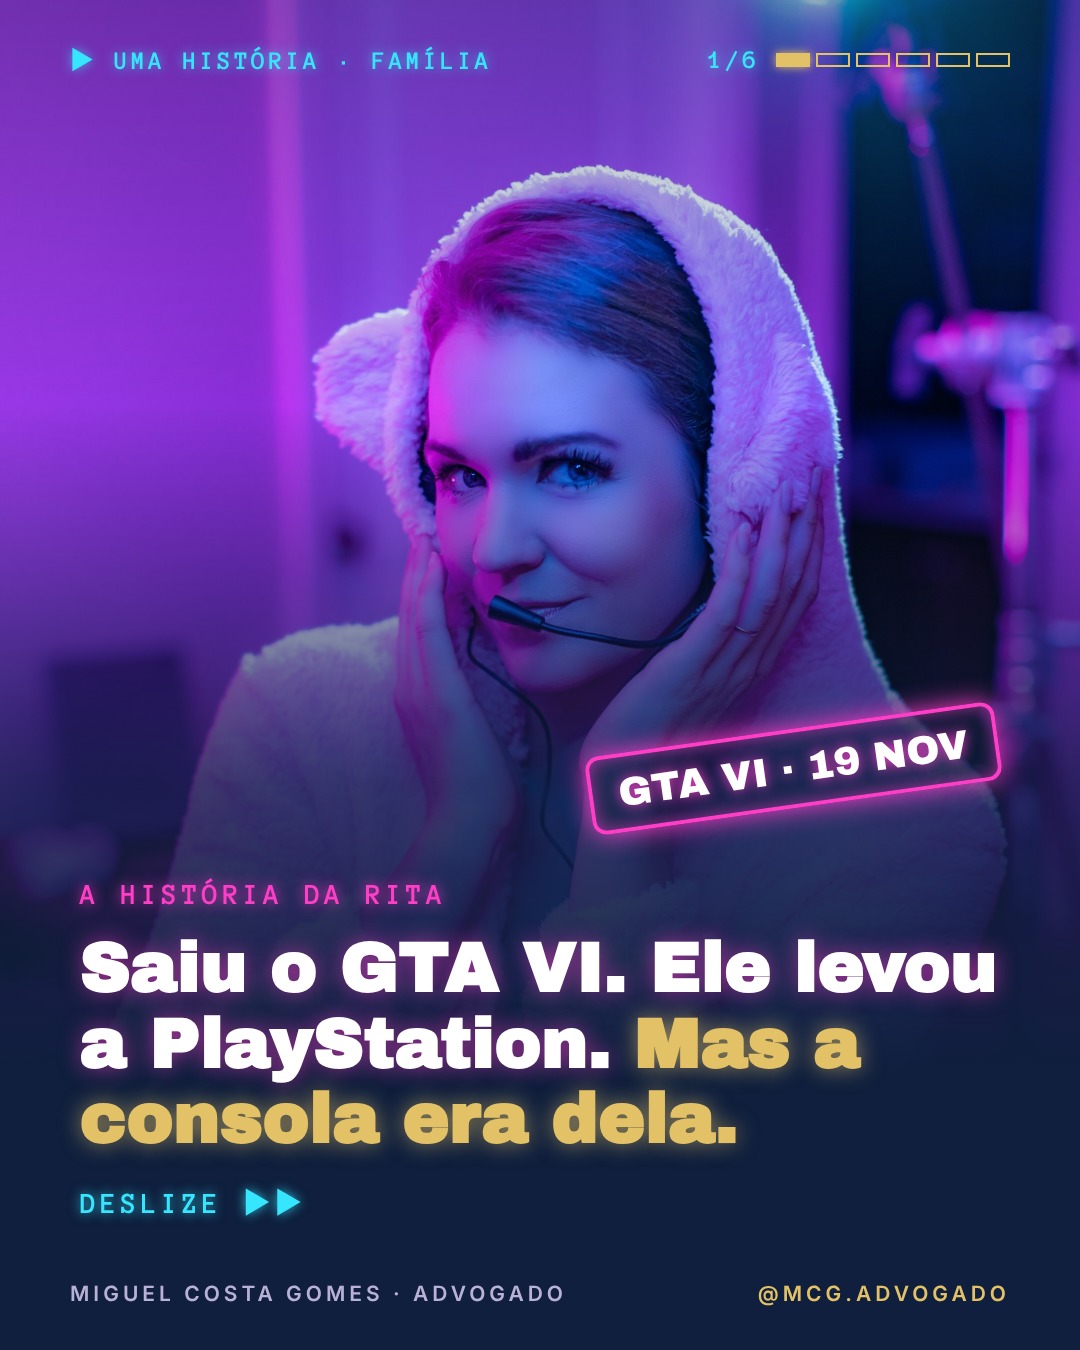 ▶ UMA HISTÓRIA · FAMÍLIA
1/6
GTA VI · 19 NOV
A HISTÓRIA DA RITA
Saiu o GTA VI. Ele levou
a PlayStation. Mas a
consola era dela.
DESLIZE ▶▶
MIGUEL COSTA GOMES · ADVOGADO
@MCG.ADVOGADO